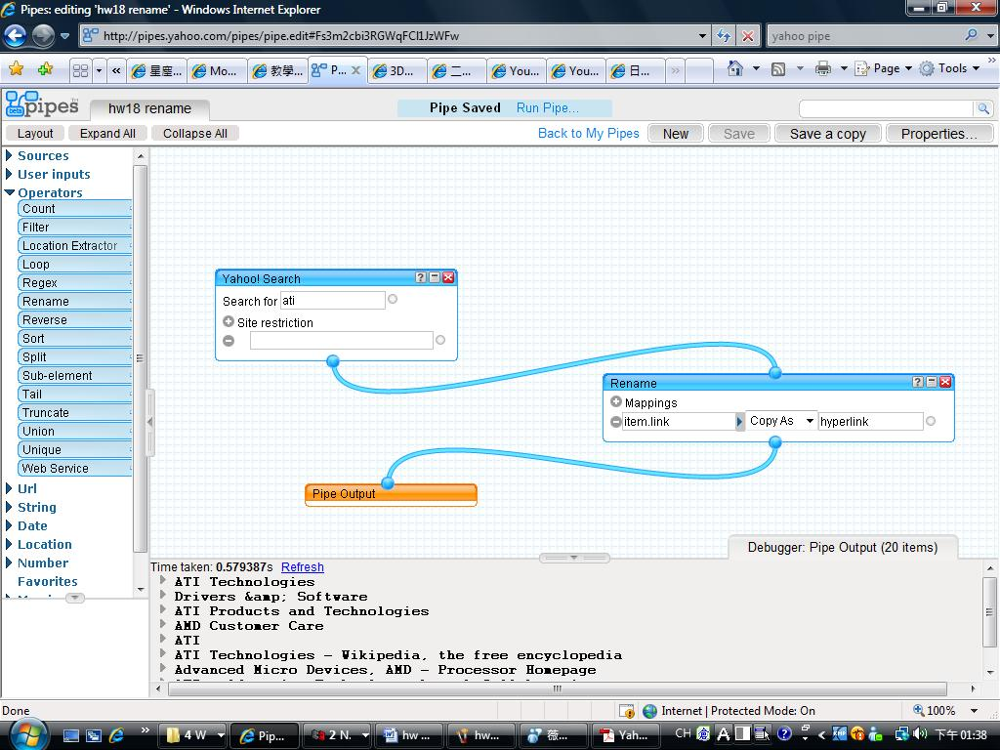 Pipes: editing 'hw18 rename' - Windows Internet Explorer
http://pipes.yahoo.com/pipes/pipe.edit#Fs3m2cbi3RGWqFCI1JzWFw
yahoo pipe
«
星座...
Mo...
教學...
P...
3D...
二...
You...
You...
日...
»
Page
Tools
»
pipes
beta
hw18 rename
Pipe Saved Run Pipe...
Layout Expand All Collapse All
Back to My Pipes New Save Save a copy Properties...
Sources
User inputs
Operators
Count
Filter
Location Extractor
Loop
Regex
Rename
Reverse
Sort
Split
Sub-element
Tail
Truncate
Union
Unique
Web Service
Url
String
Date
Location
Number
Favorites
Yahoo! Search
Search for ati
Site restriction
Rename
Mappings
item.link Copy As hyperlink
Pipe Output
Debugger: Pipe Output (20 items)
Time taken: 0.579387s Refresh
ATI Technologies
Drivers &amp; Software
ATI Products and Technologies
AMD Customer Care
ATI
ATI Technologies - Wikipedia, the free encyclopedia
Advanced Micro Devices, AMD - Processor Homepage
Done
Internet | Protected Mode: On
100%
»
4 W
Pip...
2 N.
hw ...
hw...
薇...
Yah...
CH
下午 01:38